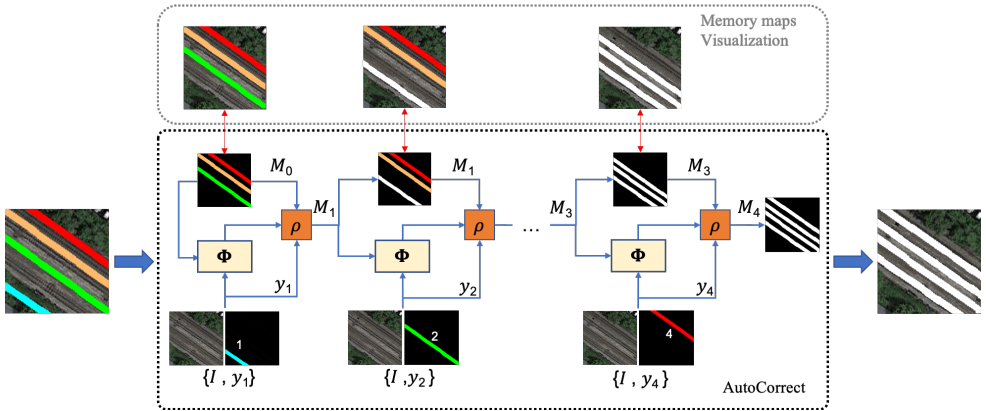 Memory maps
Visualization
M₀
M₁
M₃
M₁
M₃
M₄
ρ
ρ
ρ
...
Φ
Φ
Φ
y₁
y₂
y₄
1
2
4
{I , y₁}
{I ,y₂}
{I , y₄}
AutoCorrect